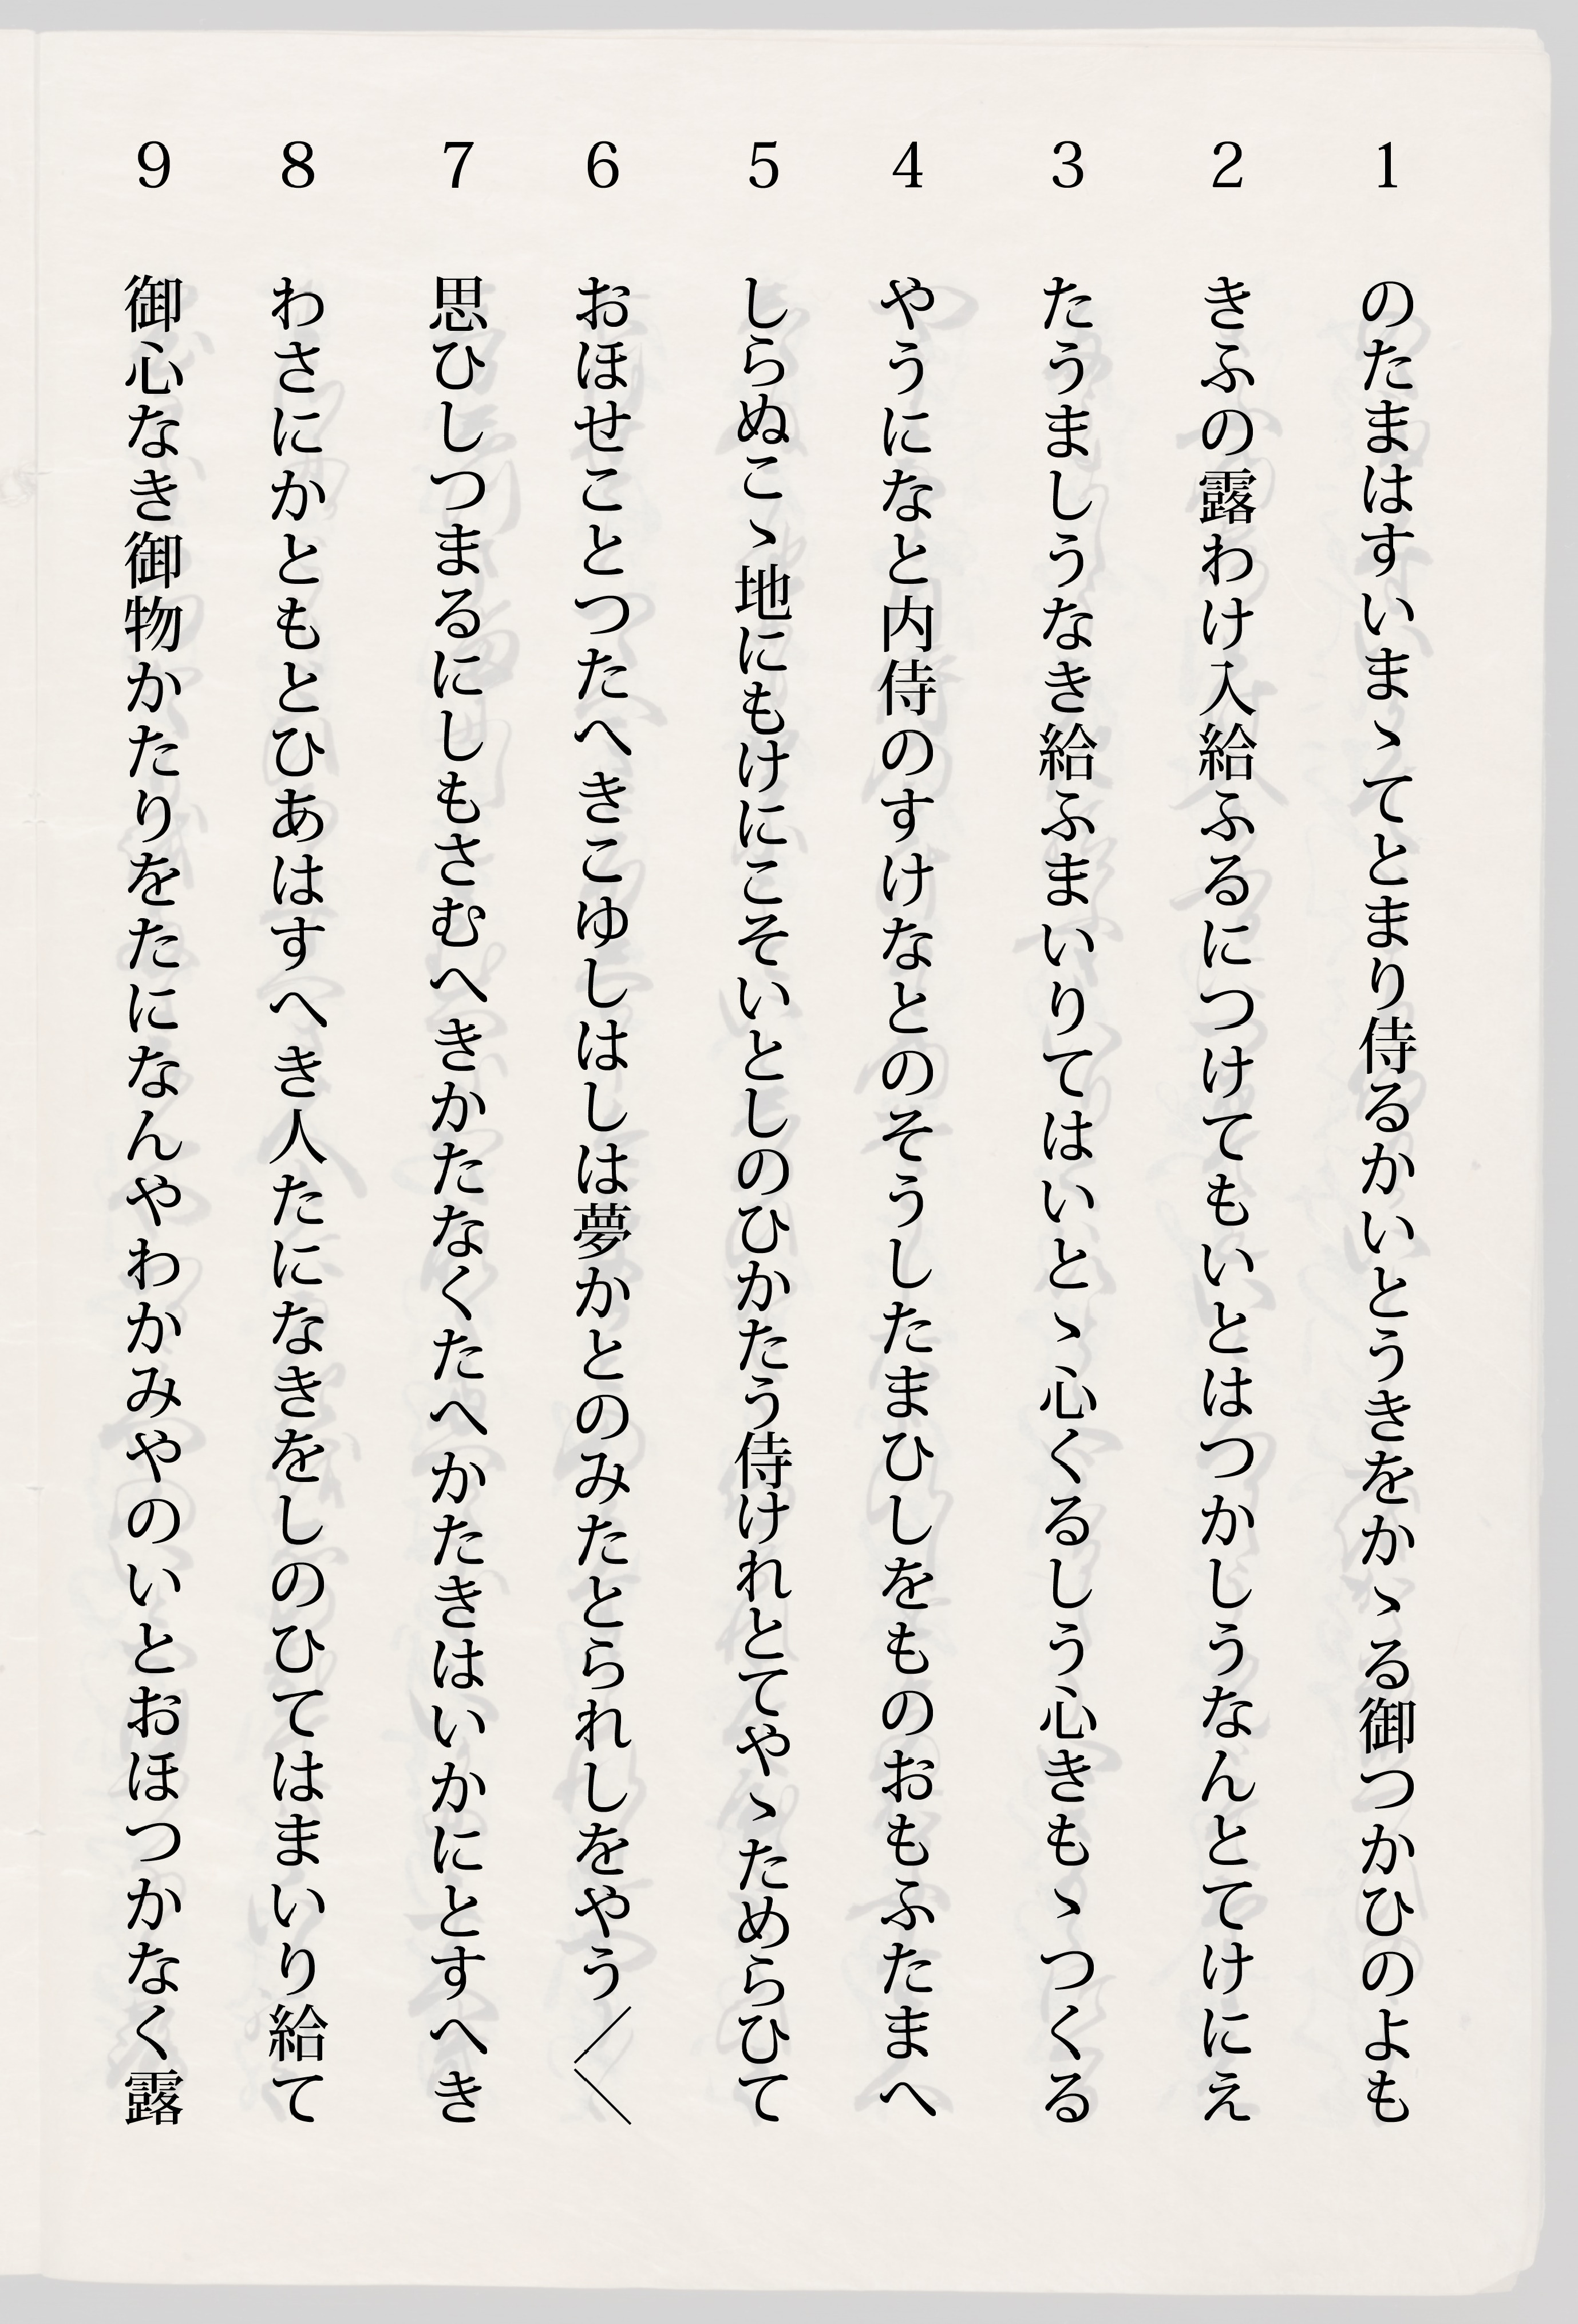 1 のたまはすいまゝてとまり侍るかいとうきをかゝる御つかひのよも
2 きふの露わけ入給ふるにつけてもいとはつかしうなんとてけにえ
3 たうましうなき給ふまいりてはいとゝ心くるしう心きもゝつくる
4 やうになと内侍のすけなとのそうしたまひしをものおもふたまへ
5 しらぬこゝ地にもけにこそいとしのひかたう侍けれとてやゝためらひて
6 おほせことつたへきこゆしはしは夢かとのみたとられしをやう〳〵
7 思ひしつまるにしもさむへきかたなくたへかたきはいかにとすへき
8 わさにかともとひあはすへき人たになきをしのひてはまいり給て
9 御心なき御物かたりをたになんやわかみやのいとおほつかなく露